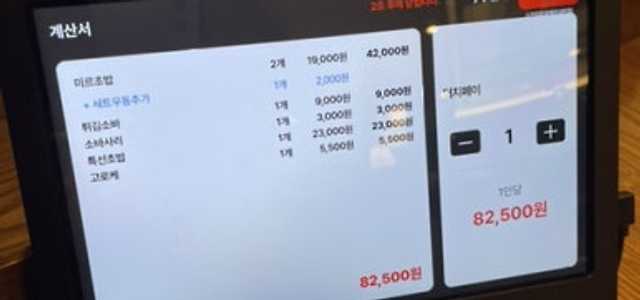 계산서
미르초밥 2개 19,000원 42,000원
+ 세트우동추가 1개 2,000원
튀김소바 1개 9,000원 9,000원
소바사리 1개 3,000원 3,000원
특선초밥 1개 23,000원 23,000원
고로케 1개 5,500원 5,500원
82,500원
터치페이
1
1인당
82,500원